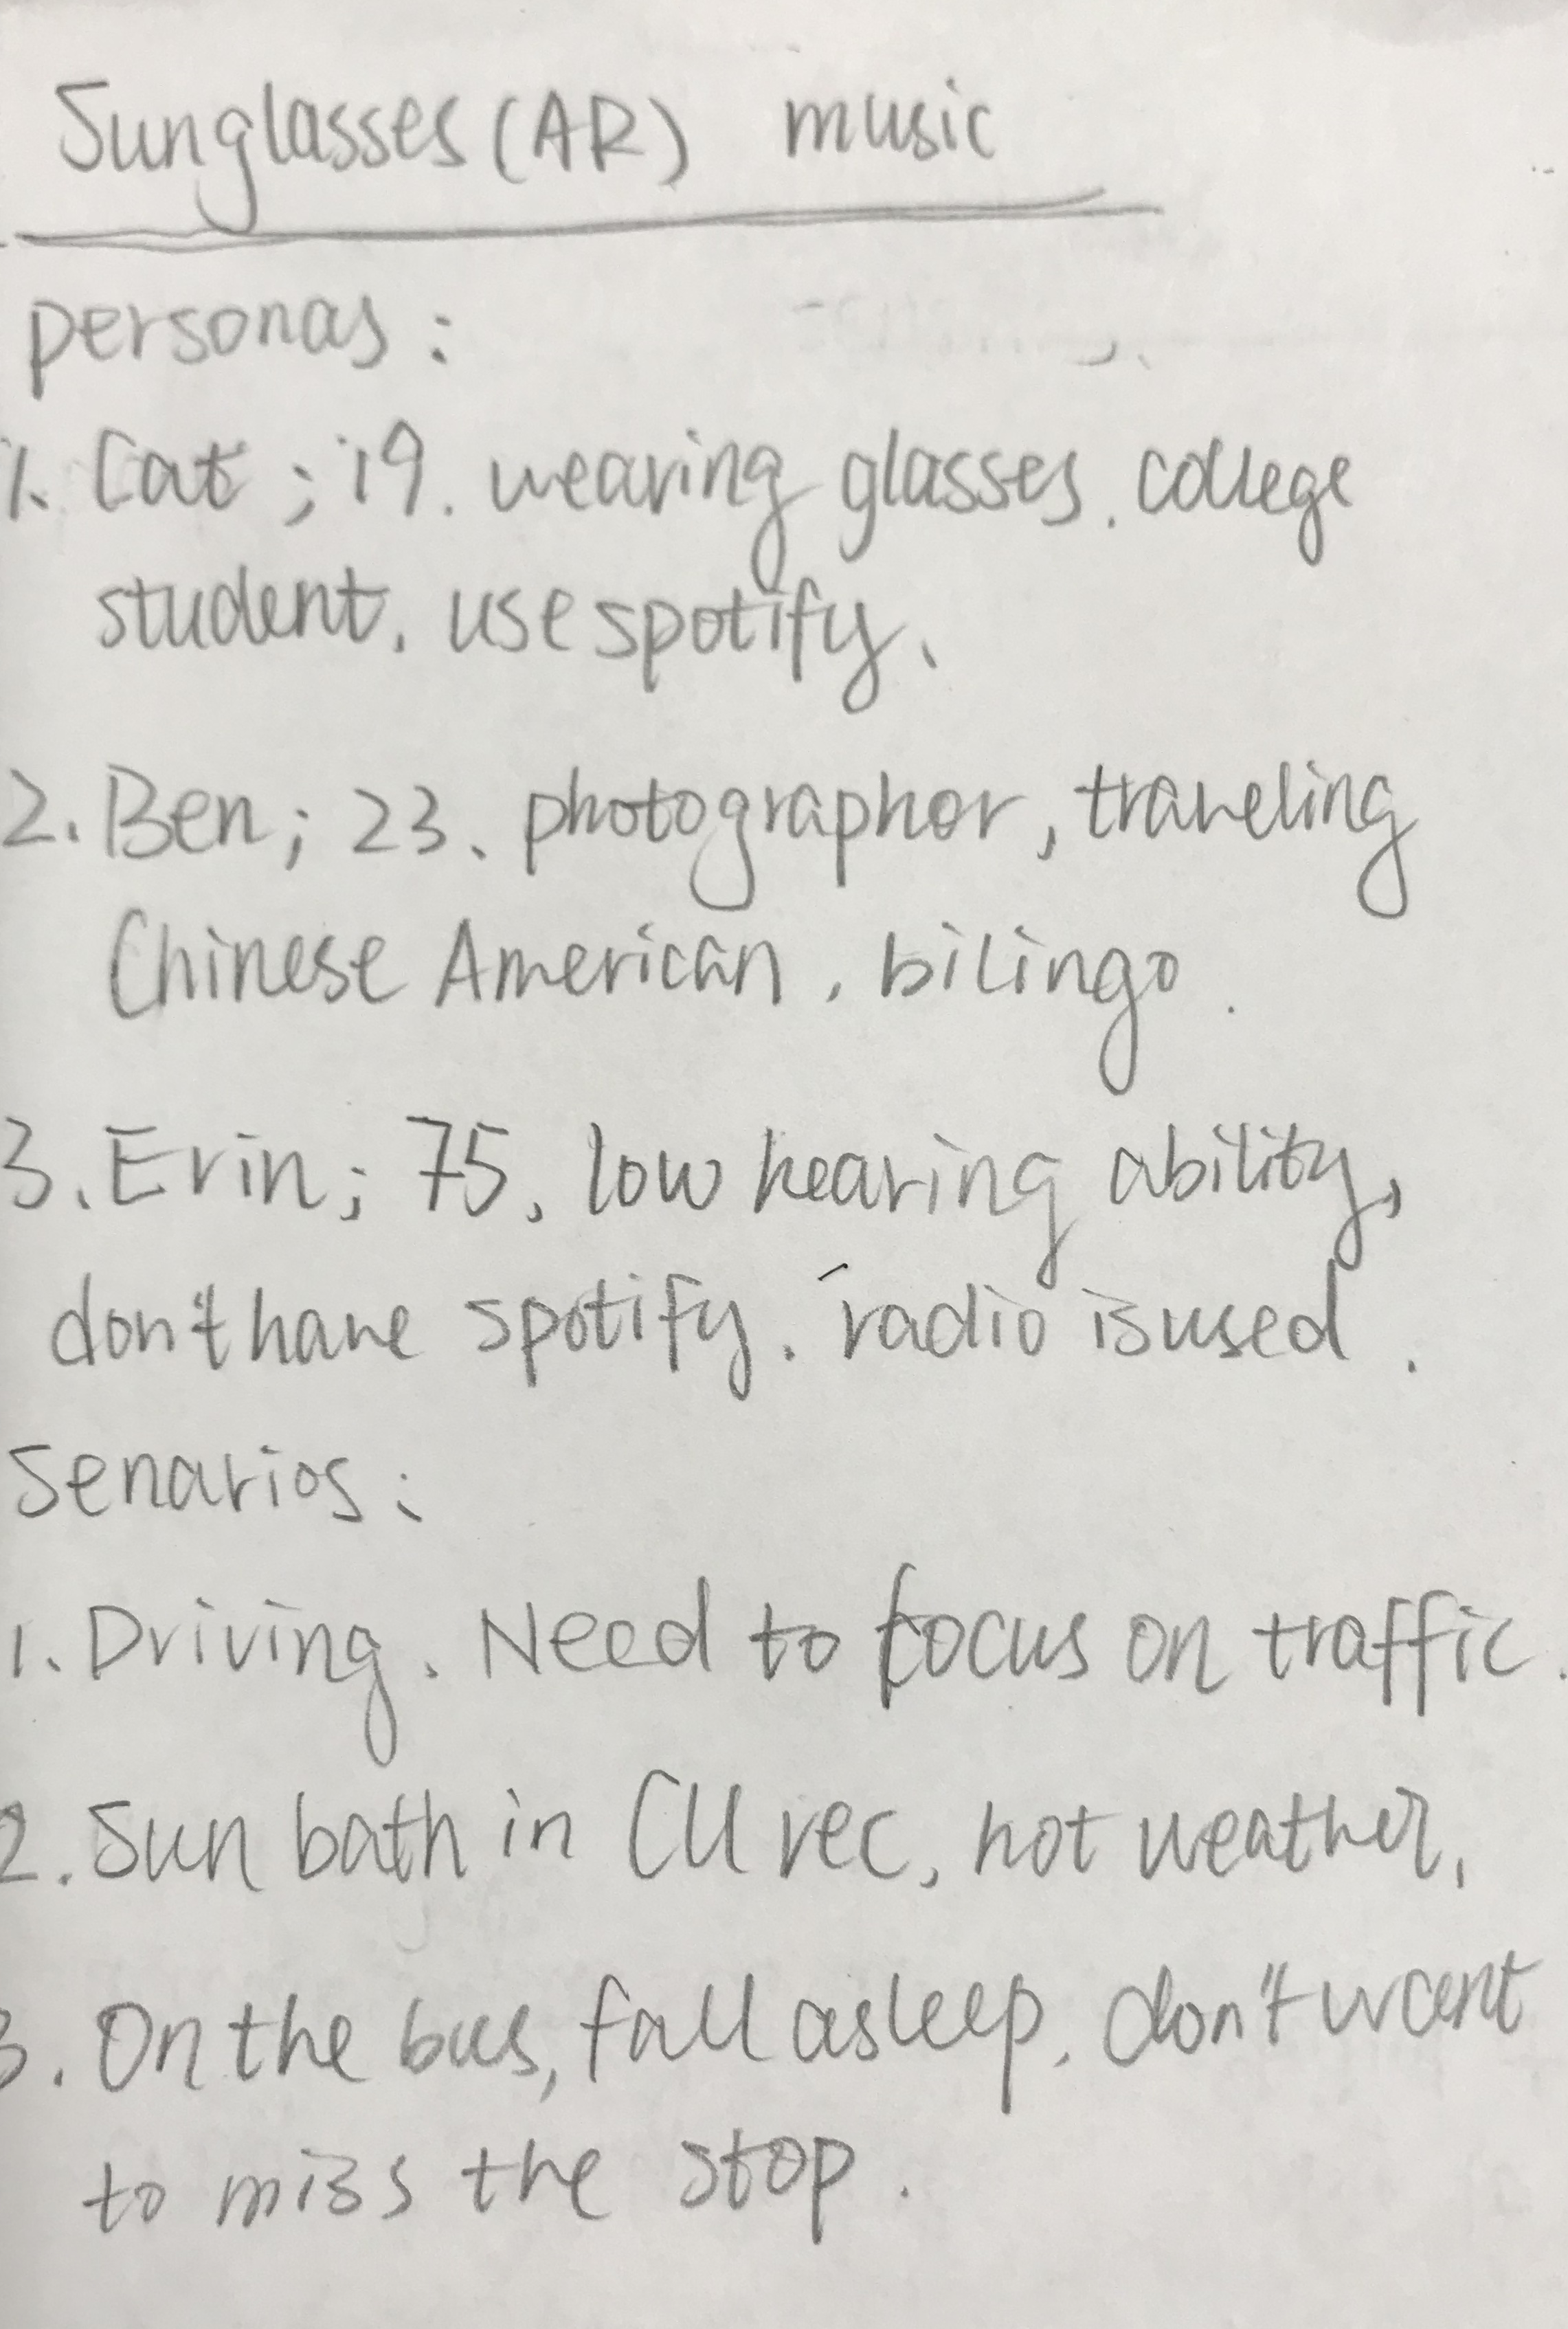 Sunglasses (AR) music
personas:
1. Cat; 19. wearing glasses. college
student. use spotify.
2. Ben; 23. photographor, traveling
Chinese American. bilingo.
3. Erin; 75. low hearing ability,
don't have spotify. radio is used.
Senarios:
1. Driving. Need to focus on traffic.
2. Sun bath in CU rec, hot weather,
3. On the bus, fall asleep. don't want
to miss the stop.